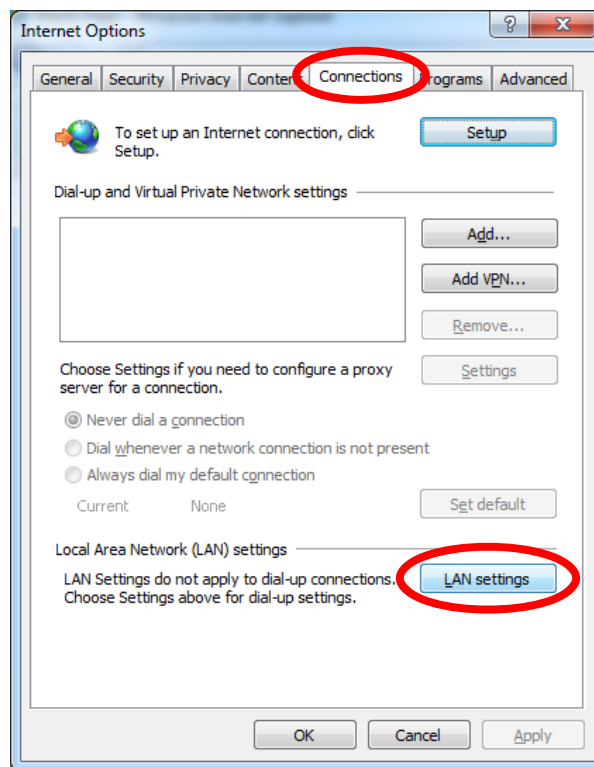 Internet Options
General Security Privacy Content Connections Programs Advanced
To set up an Internet connection, click
Setup.
Setup
Dial-up and Virtual Private Network settings
Add...
Add VPN...
Remove...
Choose Settings if you need to configure a proxy
server for a connection.
Settings
Never dial a connection
Dial whenever a network connection is not present
Always dial my default connection
Current None
Set default
Local Area Network (LAN) settings
LAN Settings do not apply to dial-up connections.
Choose Settings above for dial-up settings.
LAN settings
OK Cancel Apply